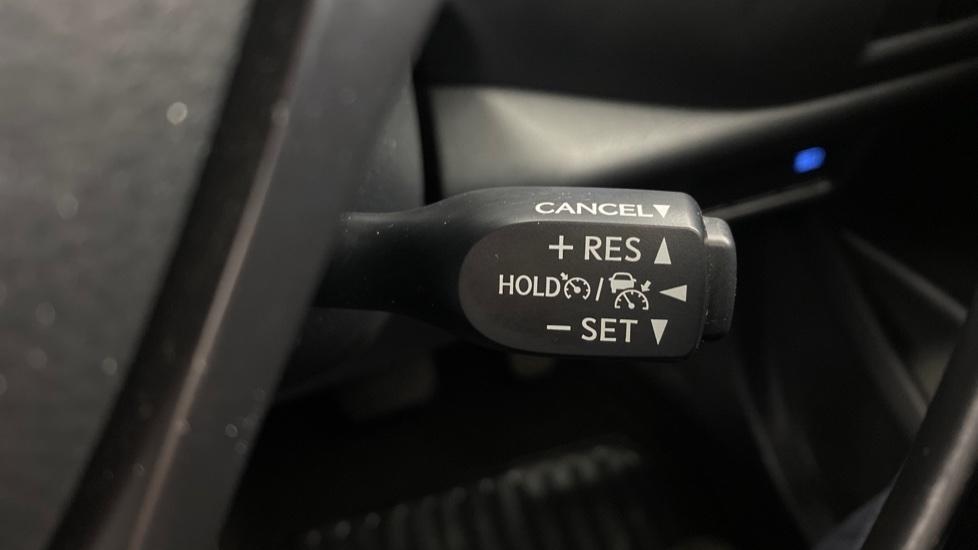 CANCEL▼
+ RES ▲
HOLD / ◄
− SET ▼